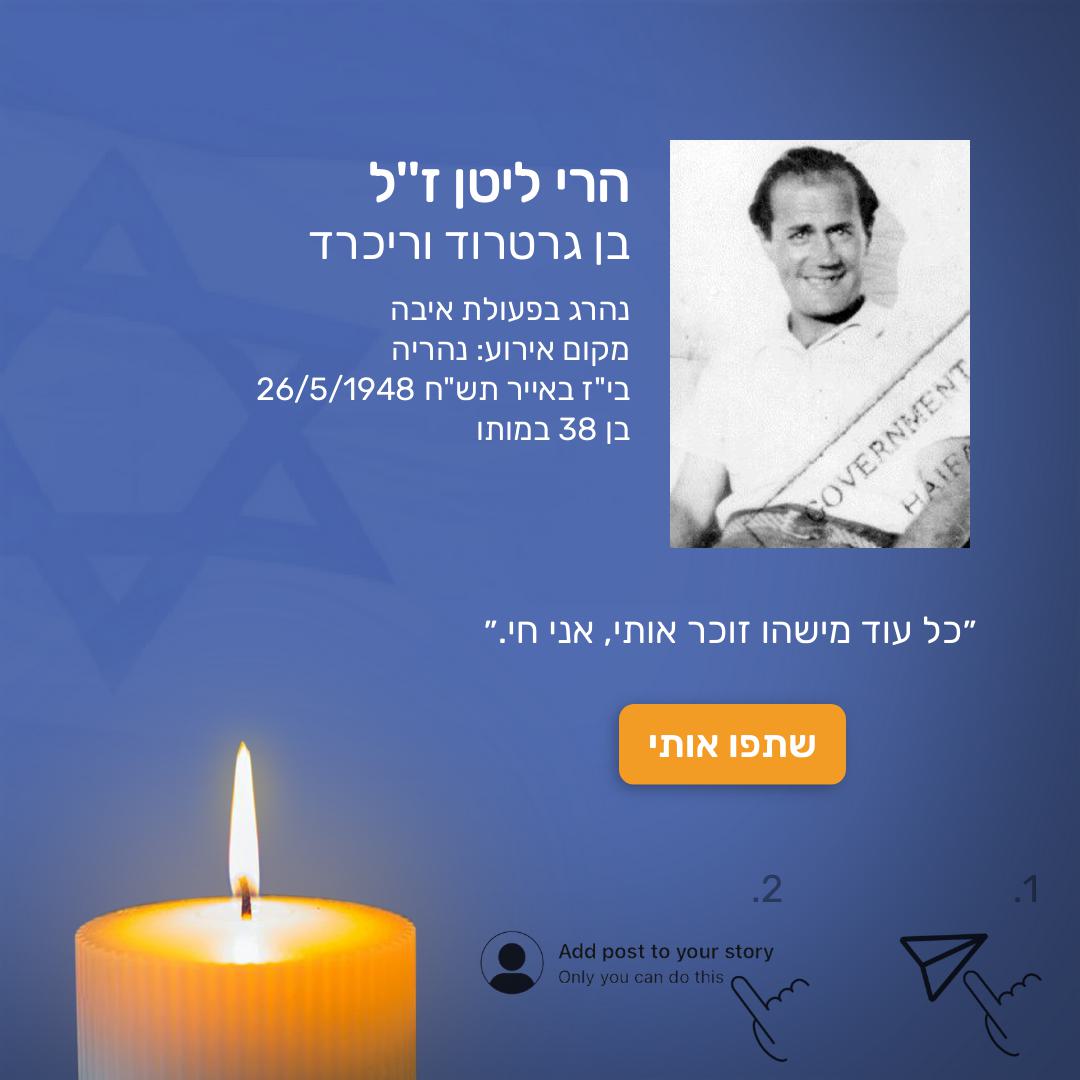 הרי ליטן ז"ל
בן גרטרוד וריכרד
נהרג בפעולת איבה
מקום אירוע: נהריה
בי"ז באייר תש"ח 26/5/1948
בן 38 במותו
GOVERNMENT
HAIFA
"כל עוד מישהו זוכר אותי, אני חי."
שתפו אותי
1.
2.
Add post to your story
Only you can do this